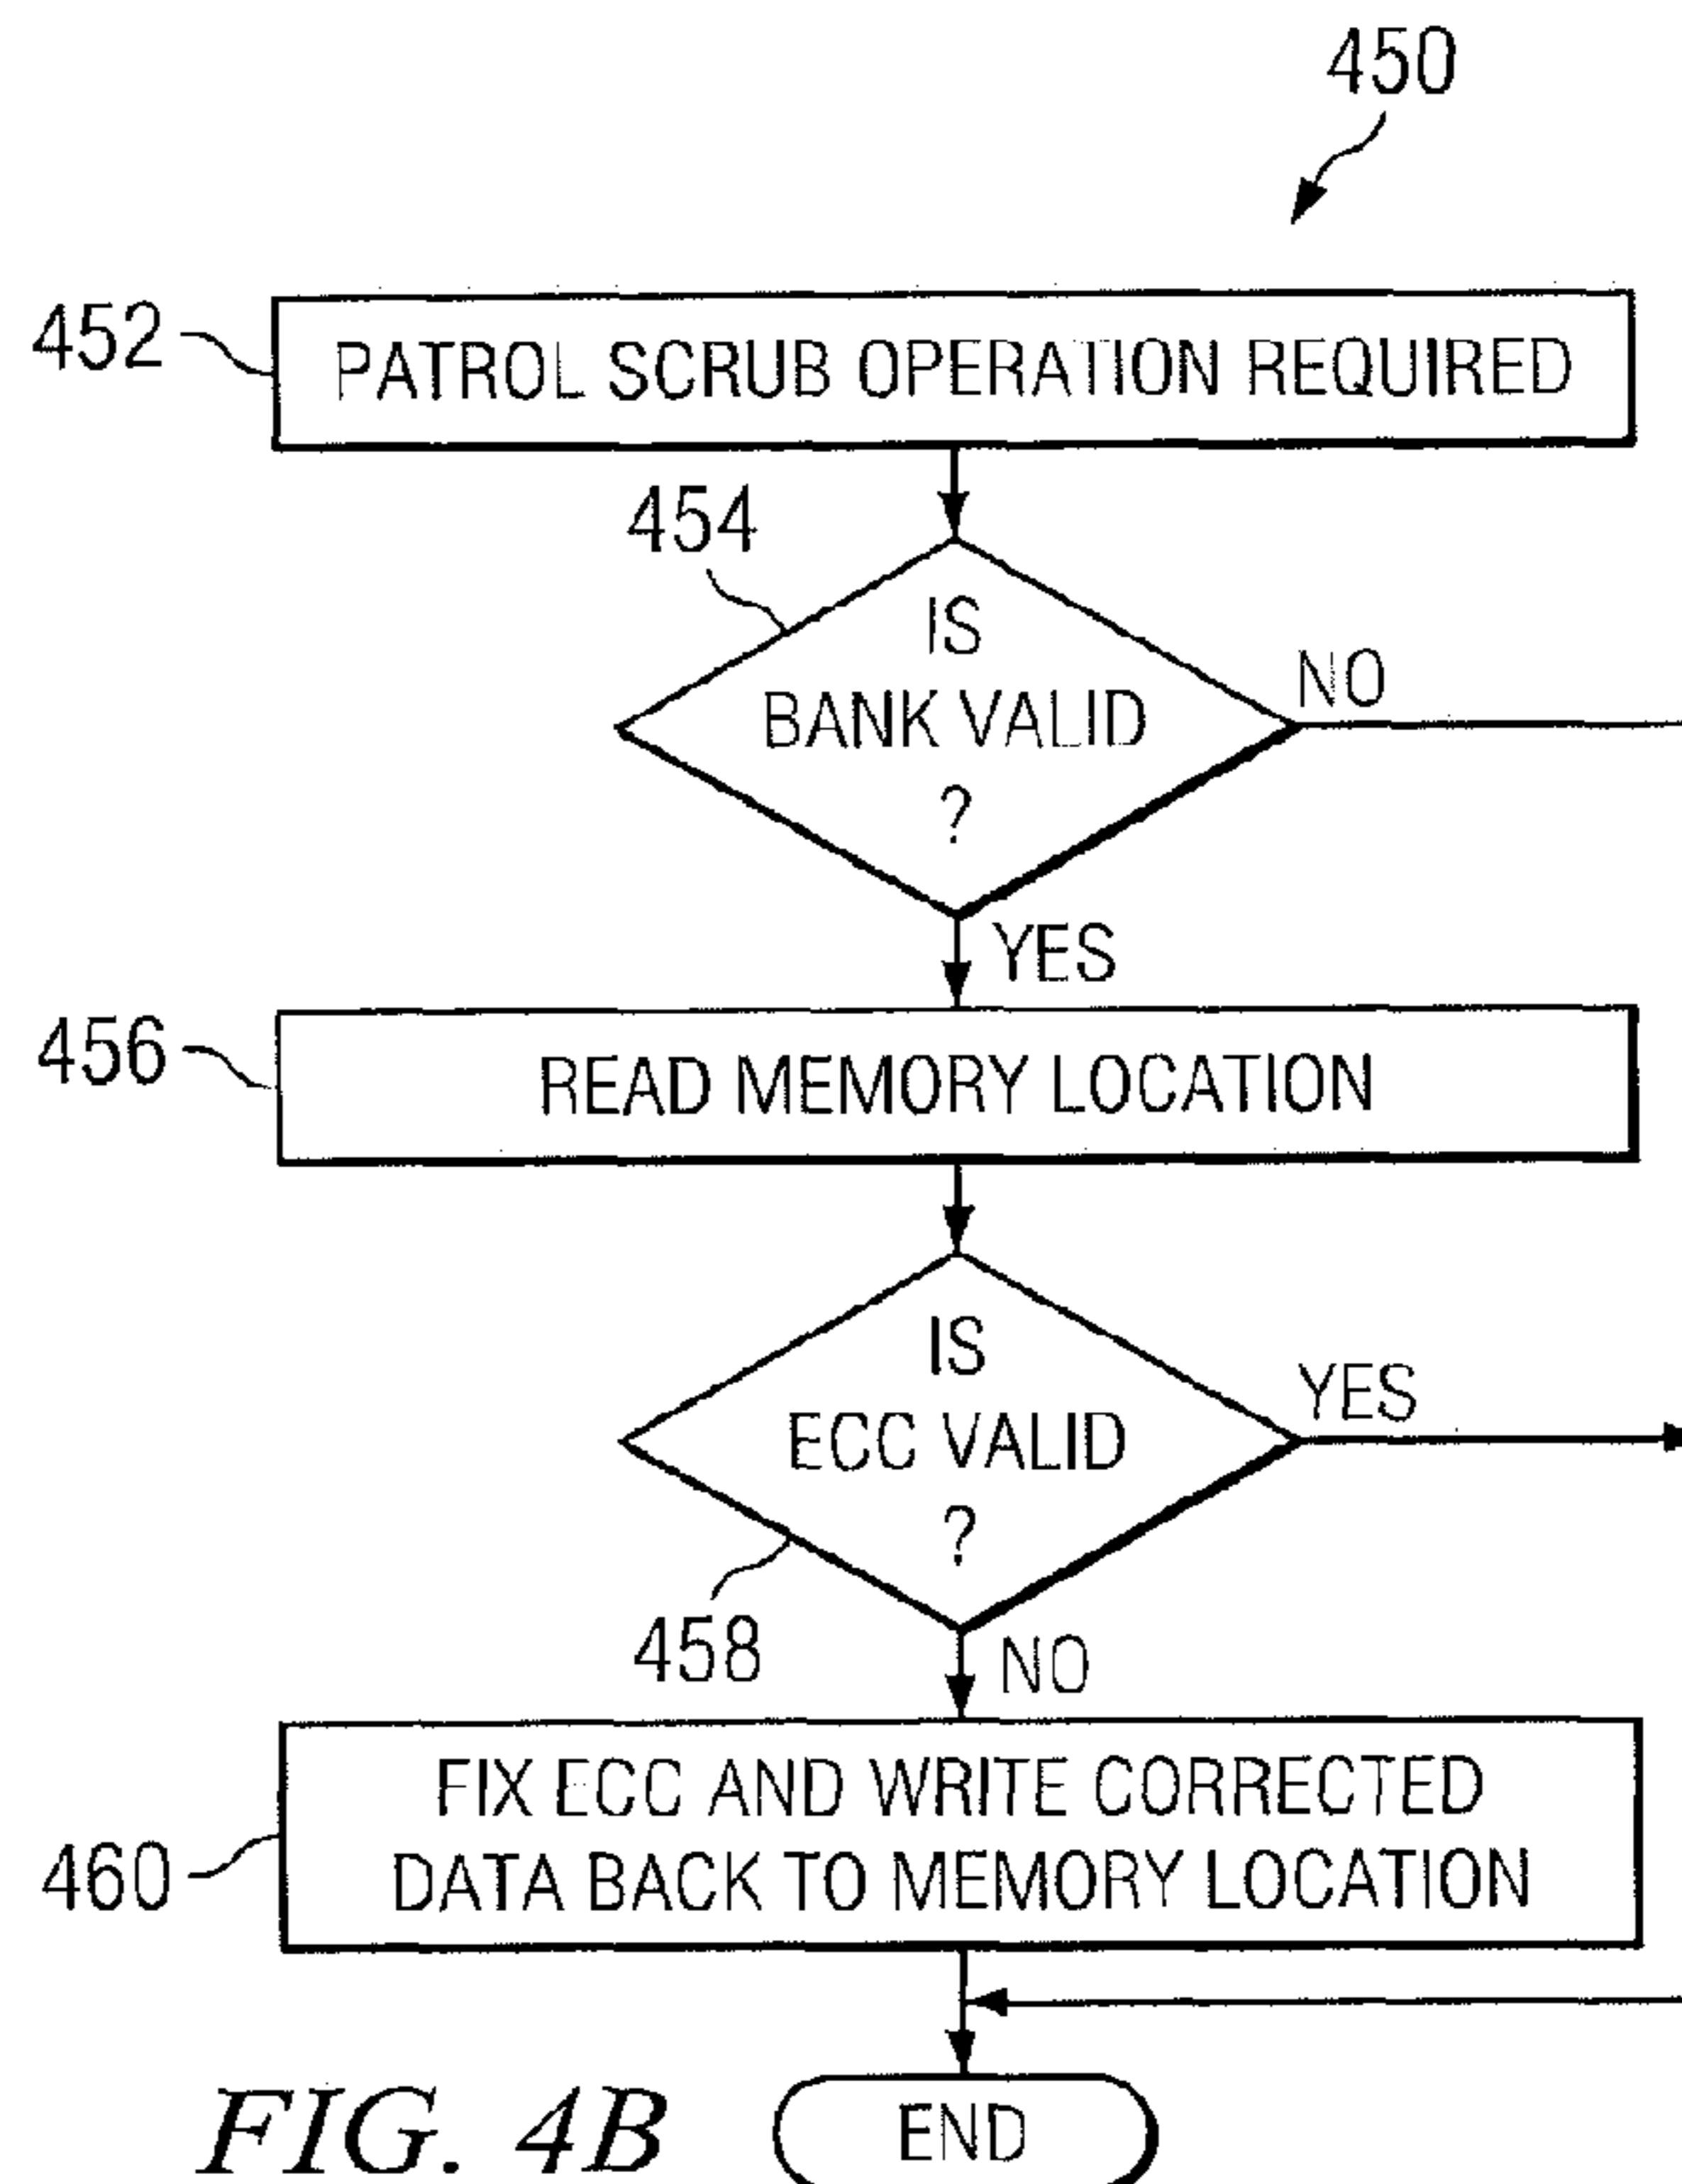 450
452
PATROL SCRUB OPERATION REQUIRED
454
IS
BANK VALID
?
NO
YES
456
READ MEMORY LOCATION
IS
ECC VALID
?
YES
458
NO
460
FIX ECC AND WRITE CORRECTED
DATA BACK TO MEMORY LOCATION
END
FIG. 4B